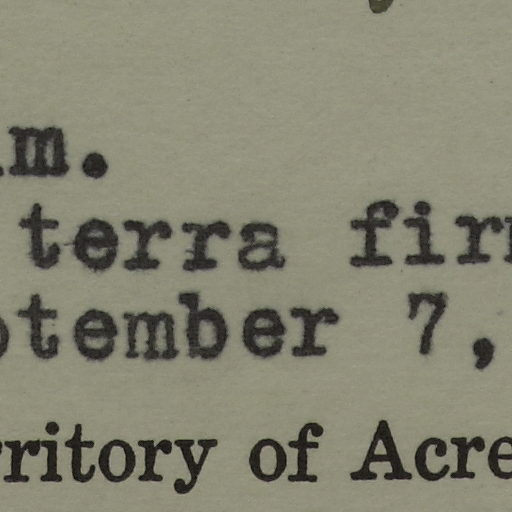 m.
terra fir
tember 7,
rritory of Acre